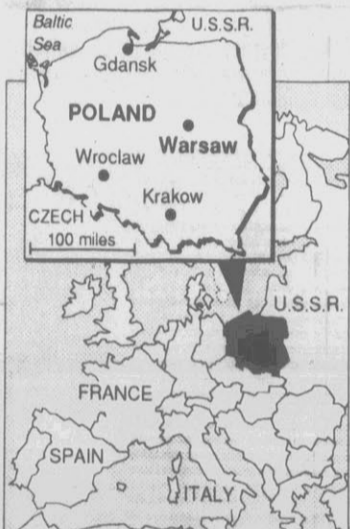 Baltic
Sea
U.S.S.R.
Gdansk
POLAND
Warsaw
Wroclaw
Krakow
CZECH
100 miles
U.S.S.R.
FRANCE
SPAIN
ITALY